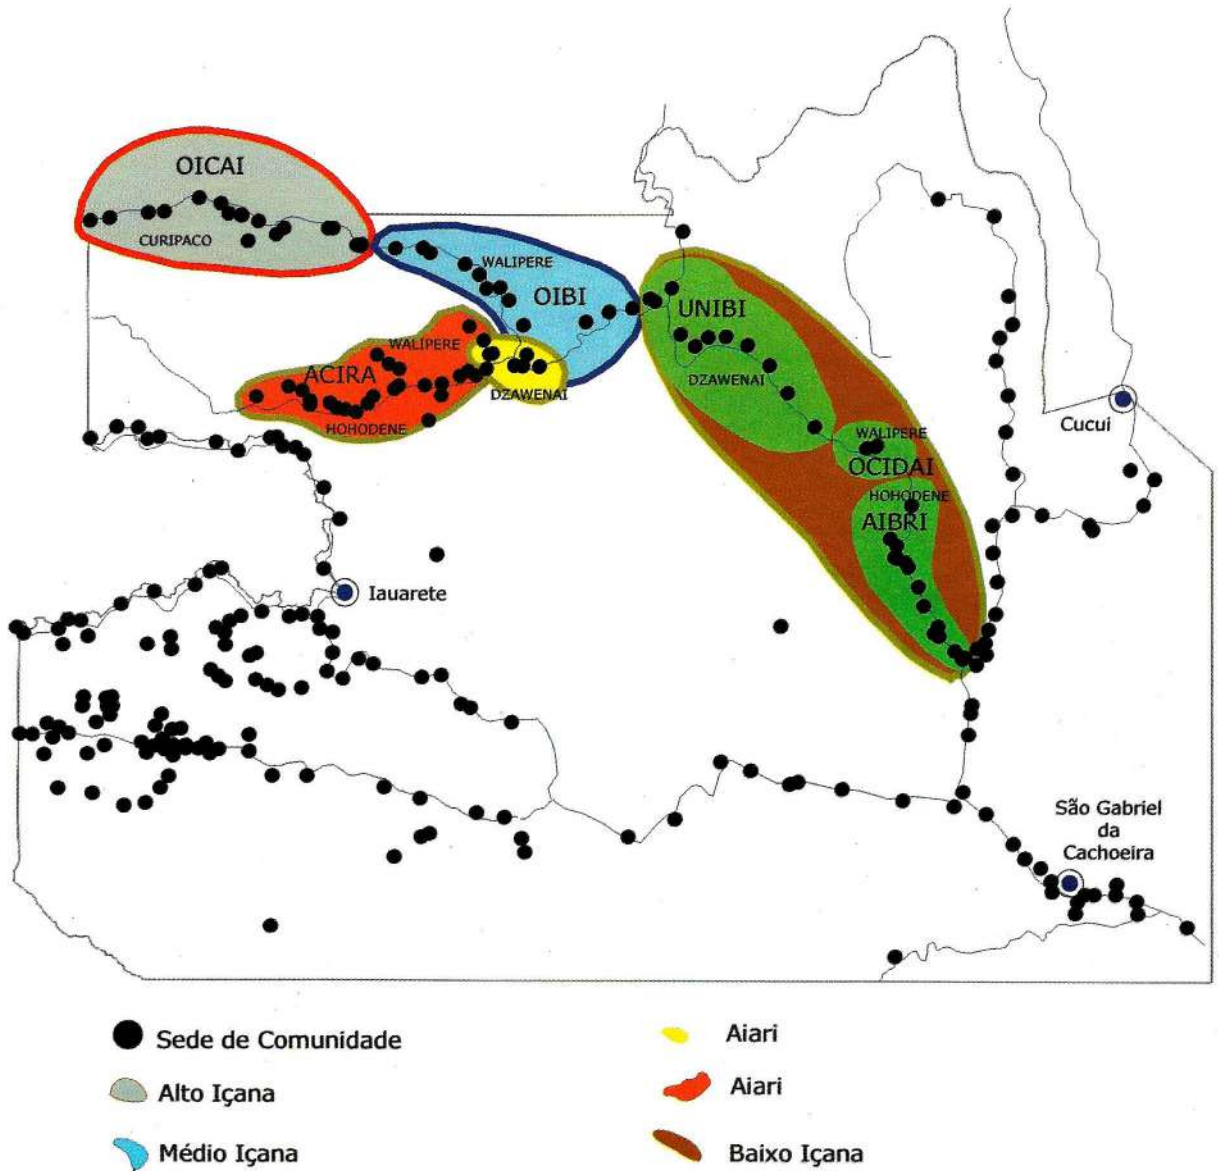 OICAI
CURIPACO
WALIPERE
OIBI
UNIBI
WALIPERE
ACIRA
DZAWENAI
DZAWENAI
HOHODENE
Cucui
WALIPERE
OCIDAI
HOHODENE
AIBRI
Iauarete
São Gabriel
da
Cachoeira
Sede de Comunidade
Alto Içana
Médio Içana
Aiari
Aiari
Baixo Içana